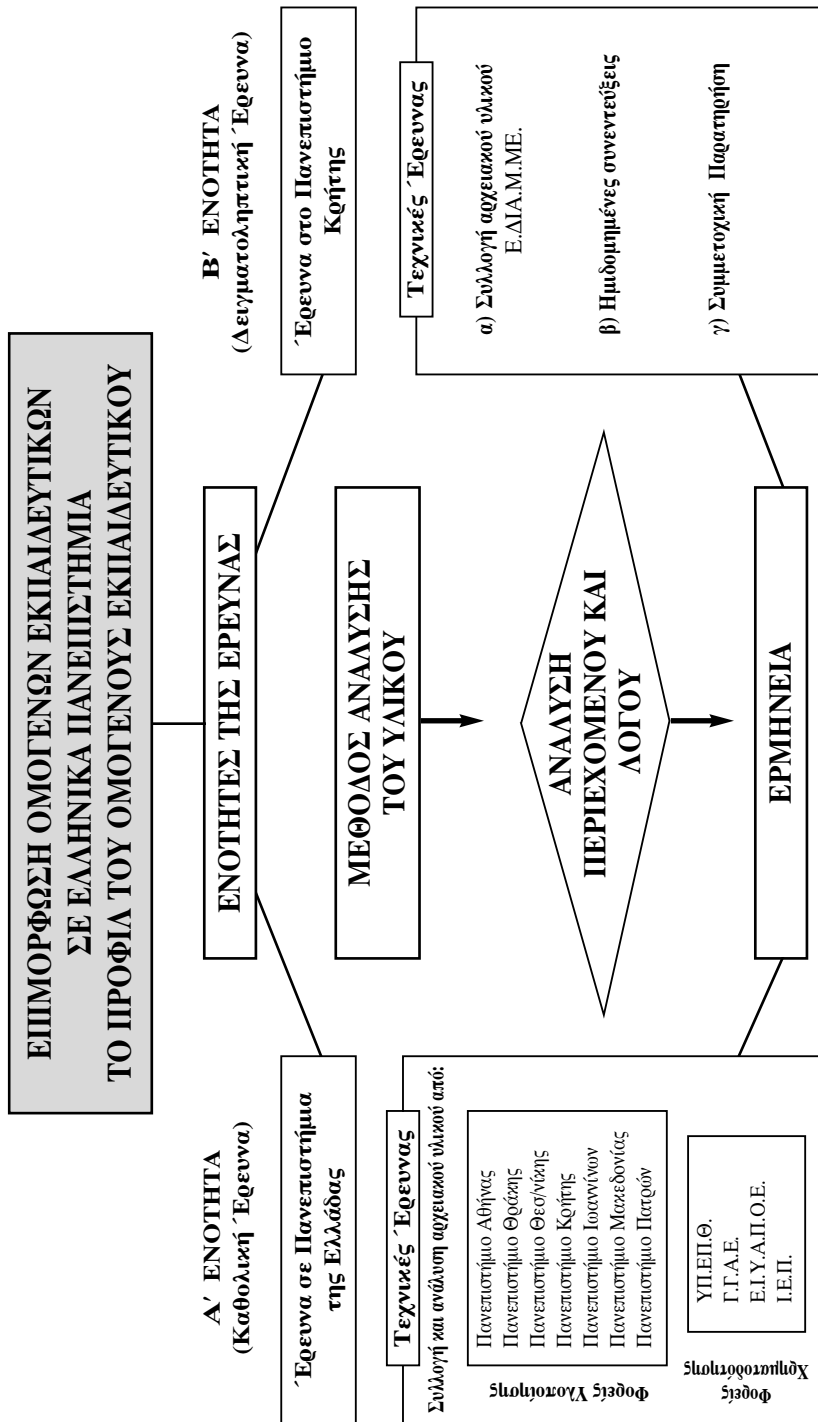 ΕΠΙΜΟΡΦΩΣΗ ΟΜΟΓΕΝΩΝ ΕΚΠΑΙΔΕΥΤΙΚΩΝ
ΣΕ ΕΛΛΗΝΙΚΑ ΠΑΝΕΠΙΣΤΗΜΙΑ
ΤΟ ΠΡΟΦΙΛ ΤΟΥ ΟΜΟΓΕΝΟΥΣ ΕΚΠΑΙΔΕΥΤΙΚΟΥ
ΕΝΟΤΗΤΕΣ ΤΗΣ ΕΡΕΥΝΑΣ
Α′ ΕΝΟΤΗΤΑ
(Καθολική Έρευνα)
Έρευνα σε Πανεπιστήμια
της Ελλάδας
Τεχνικές Έρευνας
Συλλογή και ανάλυση αρχειακού υλικού από:
Φορείς Υλοποίησης
Πανεπιστήμιο Αθήνας
Πανεπιστήμιο Θράκης
Πανεπιστήμιο Θεσ/νίκης
Πανεπιστήμιο Κρήτης
Πανεπιστήμιο Ιωαννίνων
Πανεπιστήμιο Μακεδονίας
Πανεπιστήμιο Πατρών
Φορείς
Χρηματοδότησης
ΥΠ.ΕΠ.Θ.
Γ.Γ.Α.Ε.
Ε.Ι.Υ.Α.Π.Ο.Ε.
Ι.Ε.Π.
ΜΕΘΟΔΟΣ ΑΝΑΛΥΣΗΣ
ΤΟΥ ΥΛΙΚΟΥ
ΑΝΑΛΥΣΗ
ΠΕΡΙΕΧΟΜΕΝΟΥ ΚΑΙ
ΛΟΓΟΥ
ΕΡΜΗΝΕΙΑ
Β′ ΕΝΟΤΗΤΑ
(Δειγματοληπτική Έρευνα)
Έρευνα στο Πανεπιστήμιο
Κρήτης
Τεχνικές Έρευνας
α) Συλλογή αρχειακού υλικού
Ε.ΔΙΑ.Μ.ΜΕ.
β) Ημιδομημένες συνεντεύξεις
γ) Συμμετοχική Παρατηρήση